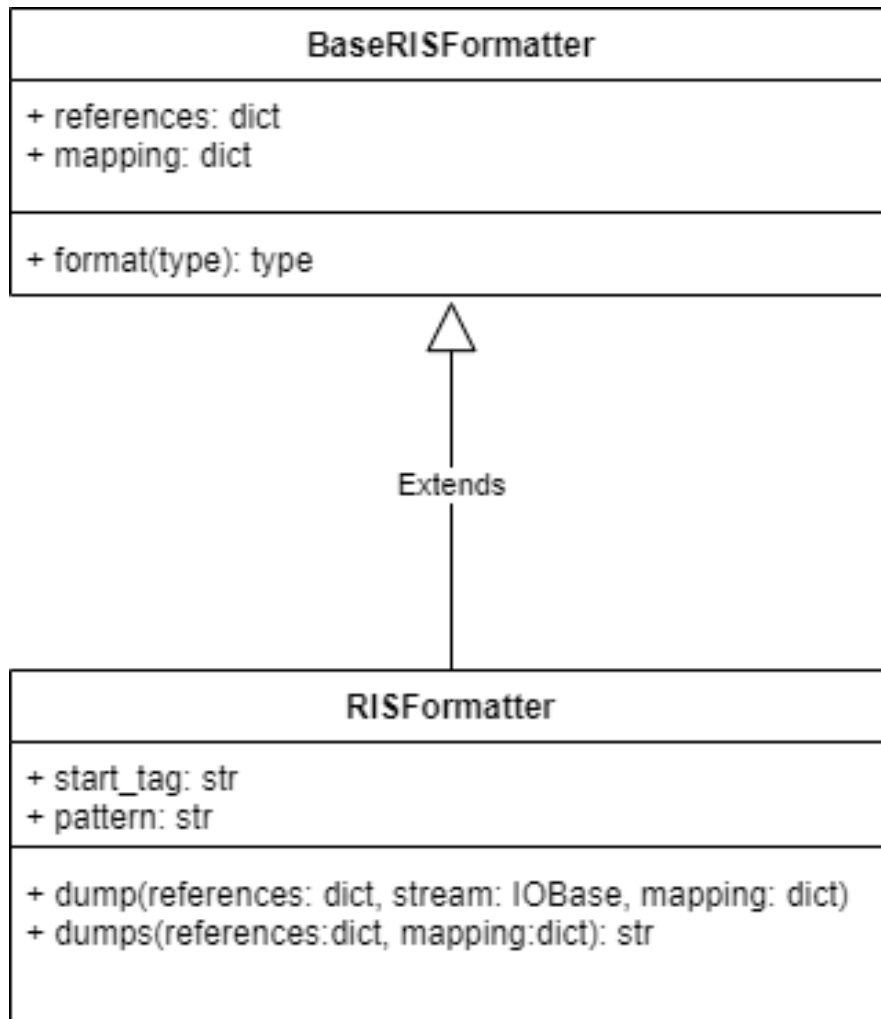 BaseRISFormatter
+ references: dict
+ mapping: dict
+ format(type): type
Extends
RISFormatter
+ start_tag: str
+ pattern: str
+ dump(references: dict, stream: IOBase, mapping: dict)
+ dumps(references:dict, mapping:dict): str